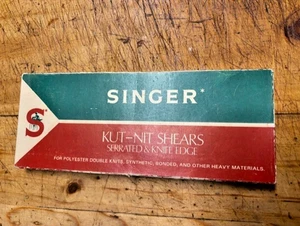 SINGER®
S
KUT-NIT SHEARS
SERRATED & KNIFE EDGE
FOR POLYESTER DOUBLE KNITS, SYNTHETIC, BONDED, AND OTHER HEAVY MATERIALS.